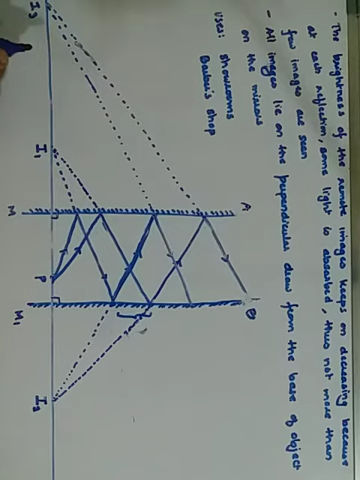 - The brightness of the remote images keeps on decreasing because
at each reflection, some light is absorbed, thus not more than
few images are seen
- All images lie on the perpendicular draw from the base of object
on the mirrors
Uses: showrooms
Barber's shop
A
B
I₃
I₁
M
P
M₁
I₂